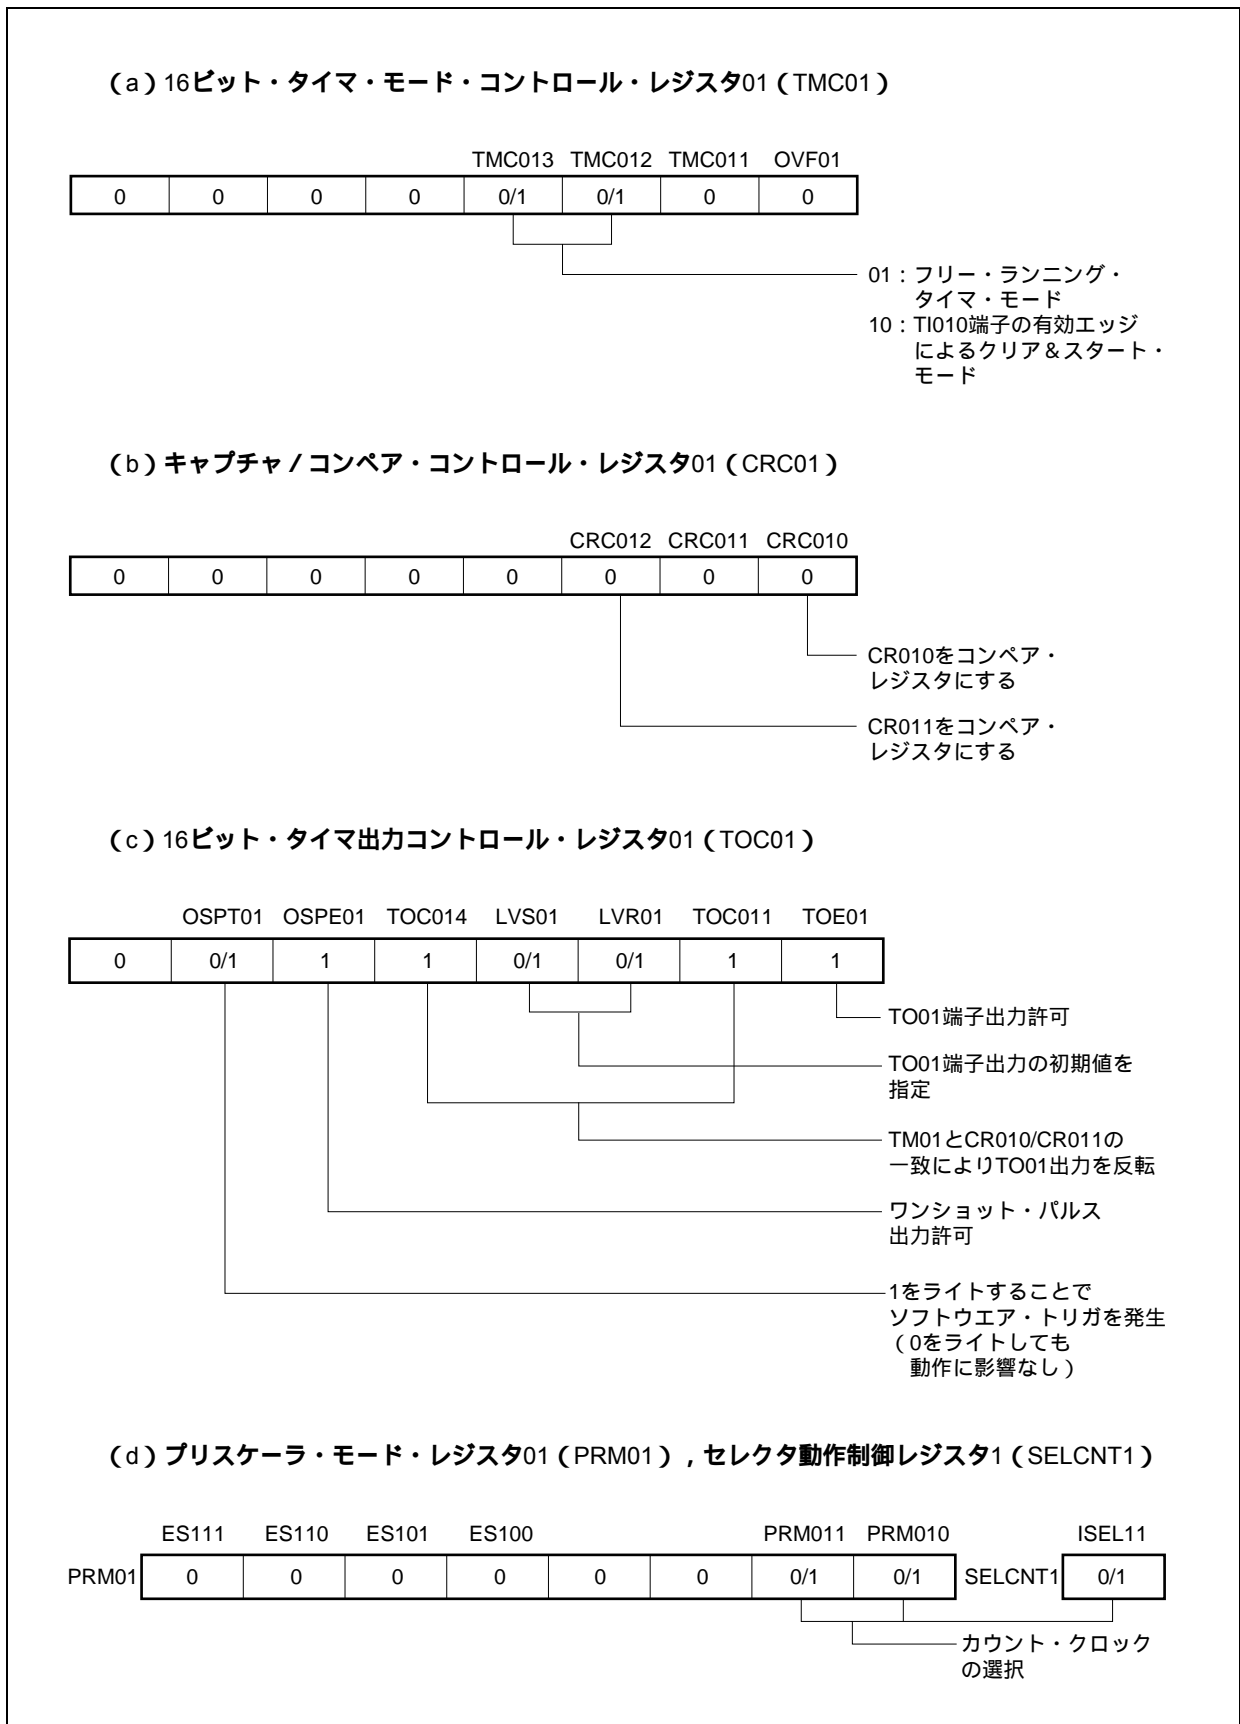 (a)16ビット・タイマ・モード・コントロール・レジスタ01(TMC01)
TMC013 TMC012 TMC011 OVF01
0 0 0 0 0/1 0/1 0 0
01:フリー・ランニング・
タイマ・モード
10:TI010端子の有効エッジ
によるクリア&スタート・
モード
(b)キャプチャ/コンペア・コントロール・レジスタ01(CRC01)
CRC012 CRC011 CRC010
0 0 0 0 0 0 0 0
CR010をコンペア・
レジスタにする
CR011をコンペア・
レジスタにする
(c)16ビット・タイマ出力コントロール・レジスタ01(TOC01)
OSPT01 OSPE01 TOC014 LVS01 LVR01 TOC011 TOE01
0 0/1 1 1 0/1 0/1 1 1
TO01端子出力許可
TO01端子出力の初期値を
指定
TM01とCR010/CR011の
一致によりTO01出力を反転
ワンショット・パルス
出力許可
1をライトすることで
ソフトウエア・トリガを発生
(0をライトしても
動作に影響なし)
(d)プリスケーラ・モード・レジスタ01(PRM01),セレクタ動作制御レジスタ1(SELCNT1)
ES111 ES110 ES101 ES100 PRM011 PRM010 ISEL11
PRM01 0 0 0 0 0 0 0/1 0/1 SELCNT1 0/1
カウント・クロック
の選択